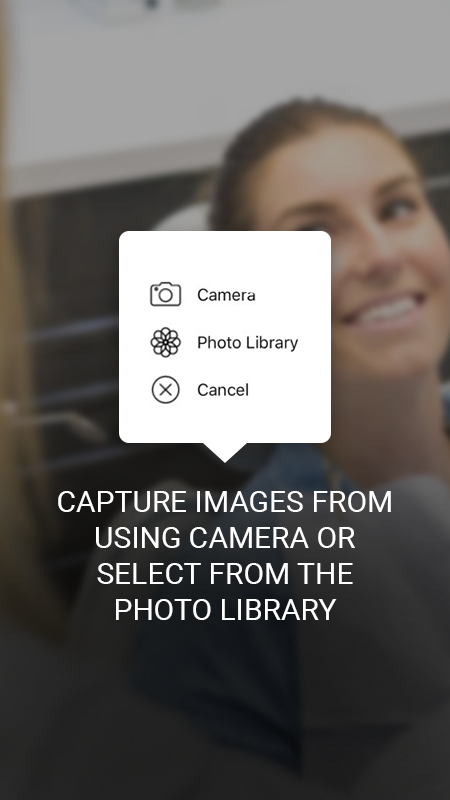 Camera
Photo Library
Cancel
CAPTURE IMAGES FROM
USING CAMERA OR
SELECT FROM THE
PHOTO LIBRARY